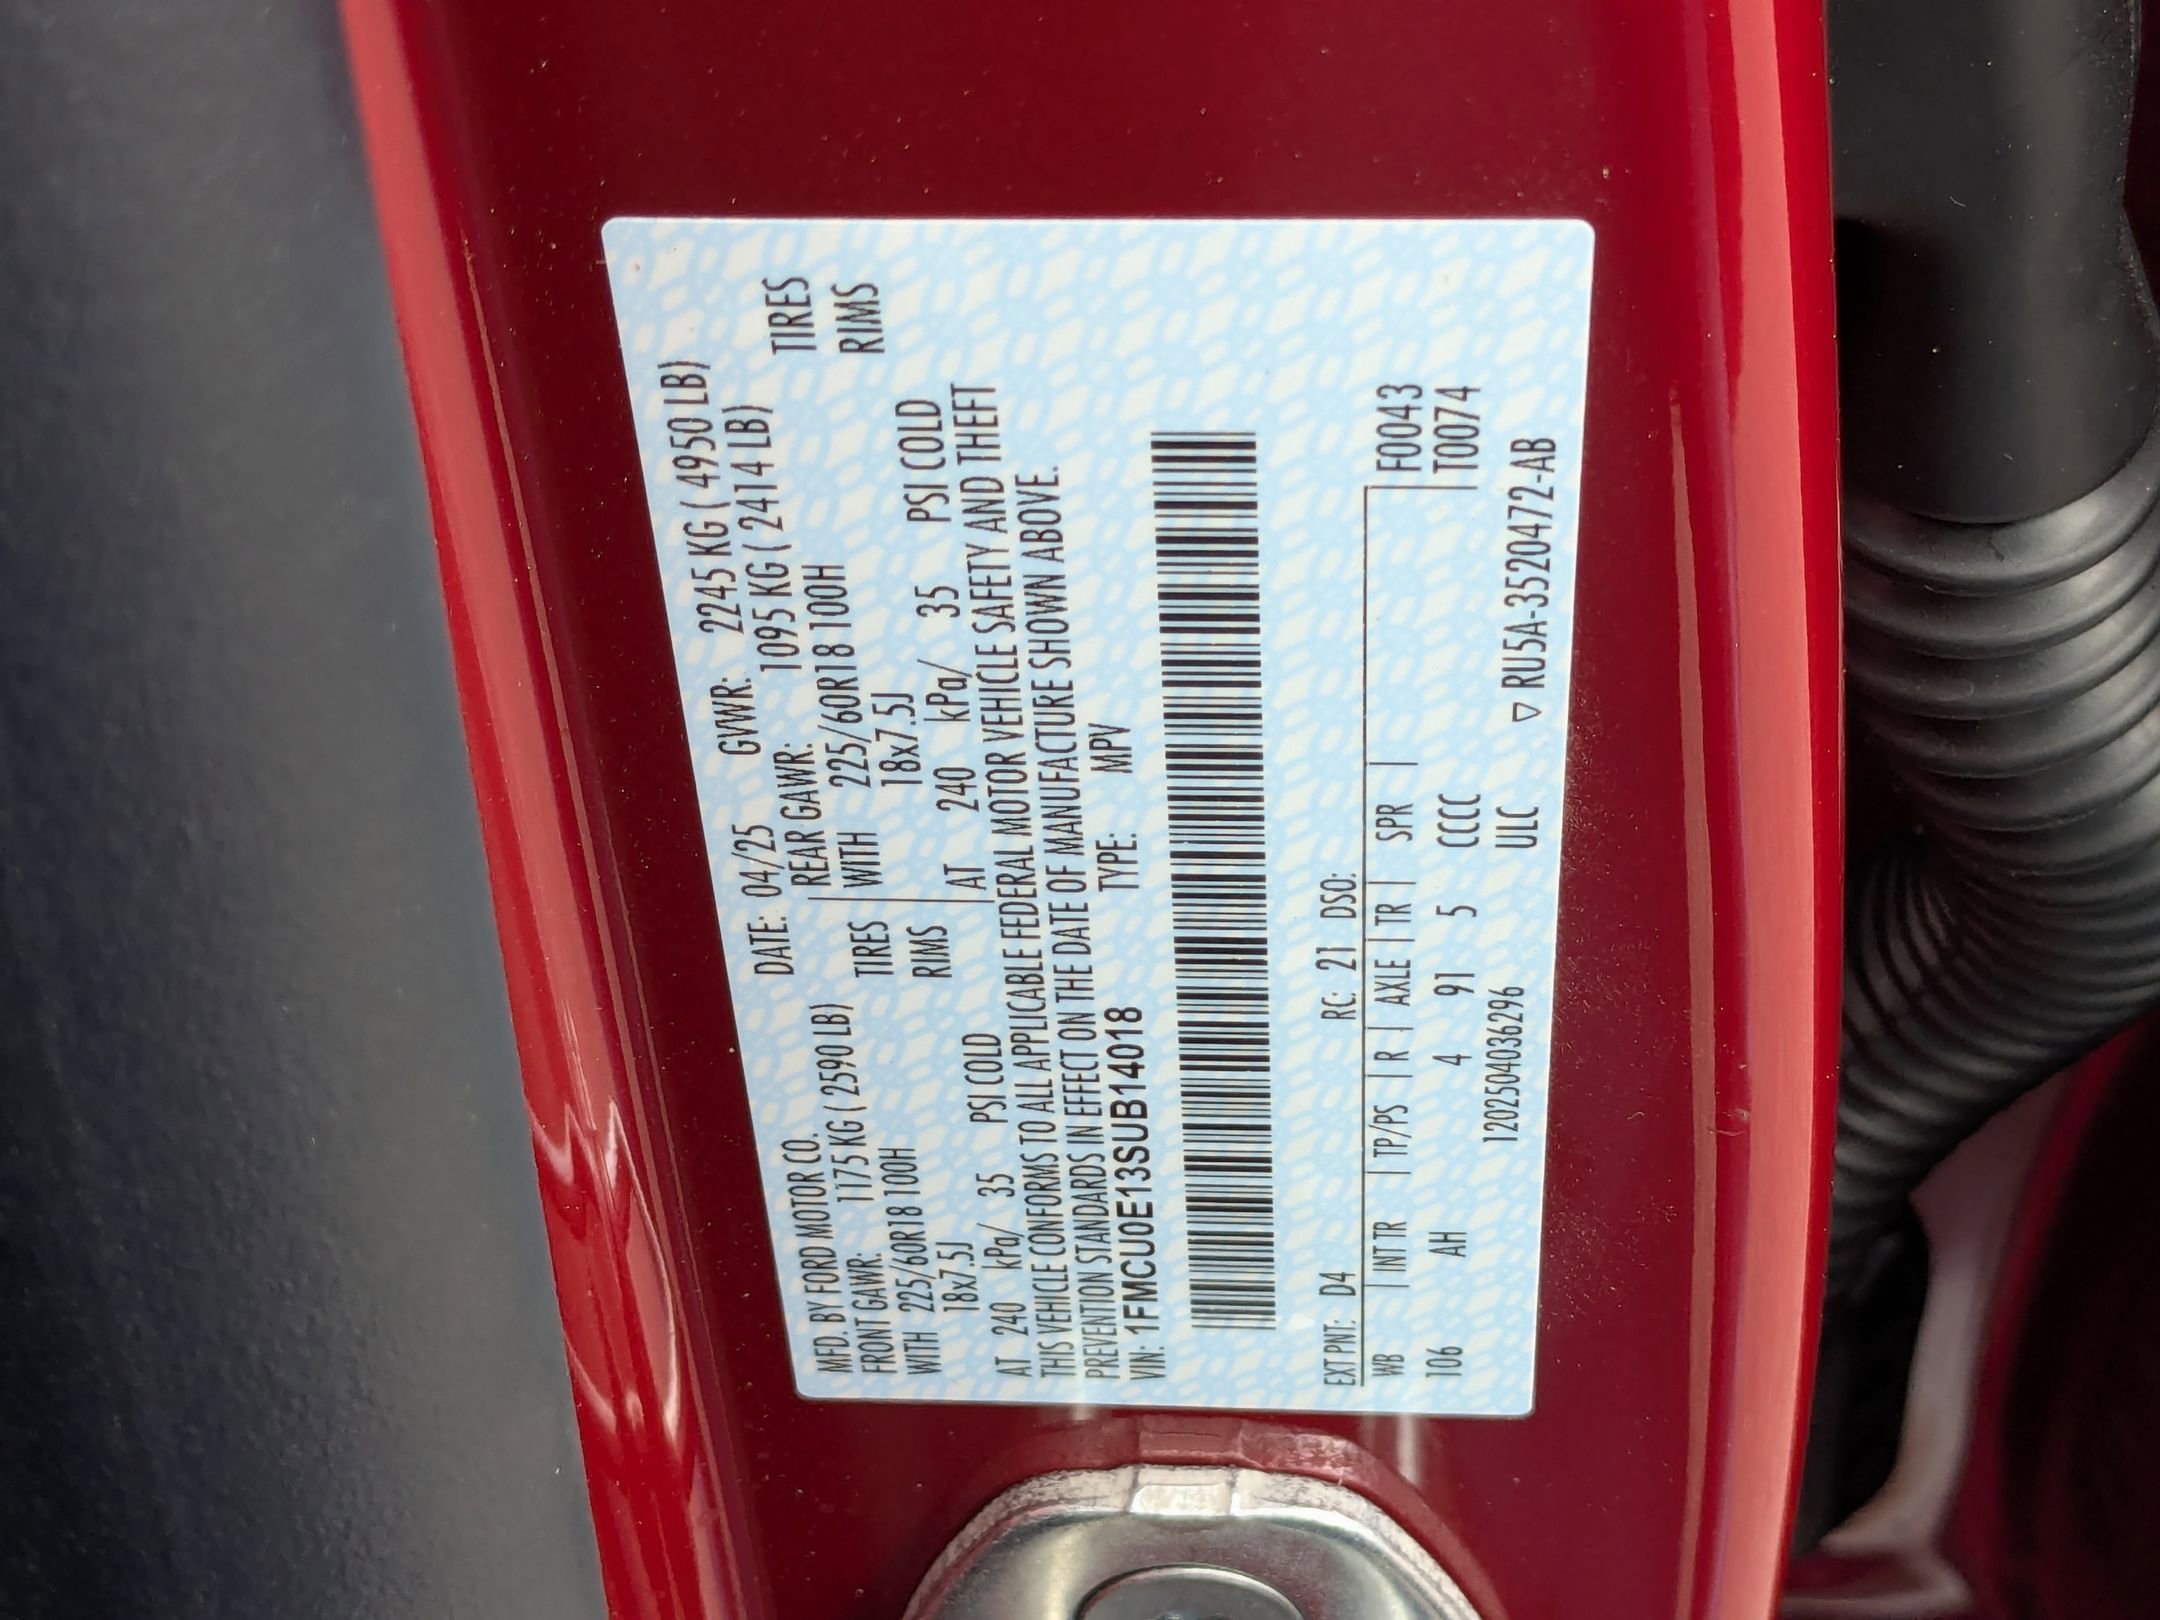 MFD. BY FORD MOTOR CO. DATE: 04/25 GVWR: 2245 KG ( 4950 LB)
FRONT GAWR: 1175 KG ( 2590 LB) REAR GAWR: 1095 KG ( 2414 LB)
WITH 225/60R18 100H TIRES WITH 225/60R18 100H TIRES
18x7.5J RIMS 18x7.5J RIMS
AT 240 kPa/ 35 PSI COLD AT 240 kPa/ 35 PSI COLD
THIS VEHICLE CONFORMS TO ALL APPLICABLE FEDERAL MOTOR VEHICLE SAFETY AND THEFT
PREVENTION STANDARDS IN EFFECT ON THE DATE OF MANUFACTURE SHOWN ABOVE.
VIN: 1FMCU0E13SUB14018 TYPE: MPV
EXT PNT: D4 RC: 21 DSO:
WB | INT TR | TP/PS | R | AXLE | TR | SPR | F0043
106 AH 4 91 5 CCCC T0074
120250403629​6 ULC ▽ RU5A-3520472-AB